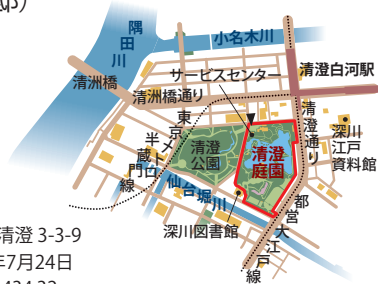 隅田川
小名木川
清洲橋
サービスセンター
清澄白河駅
清洲橋通り
東京メトロ
半蔵門線
清澄公園
清澄庭園
清澄通り
深川江戸資料館
仙台堀川
深川図書館
都営大江戸線
清澄 3-3-9
年7月24日